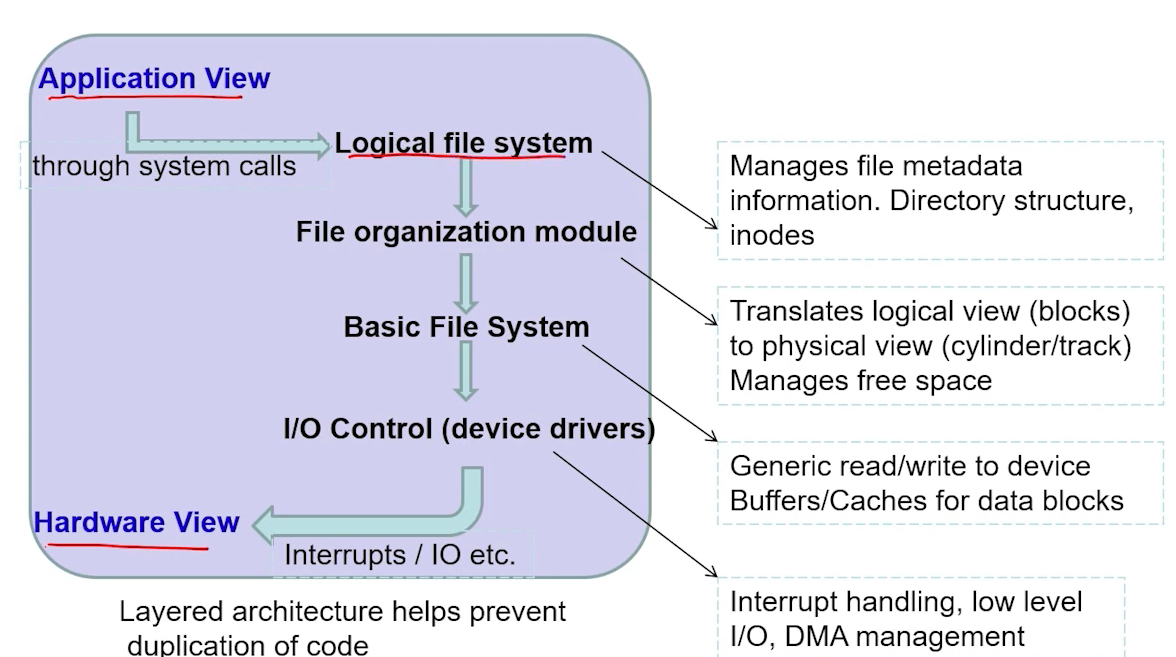 Application View
through system calls
Logical file system
File organization module
Basic File System
I/O Control (device drivers)
Hardware View
Interrupts / IO etc.
Layered architecture helps prevent
duplication of code
Manages file metadata
information. Directory structure,
inodes
Translates logical view (blocks)
to physical view (cylinder/track)
Manages free space
Generic read/write to device
Buffers/Caches for data blocks
Interrupt handling, low level
I/O, DMA management